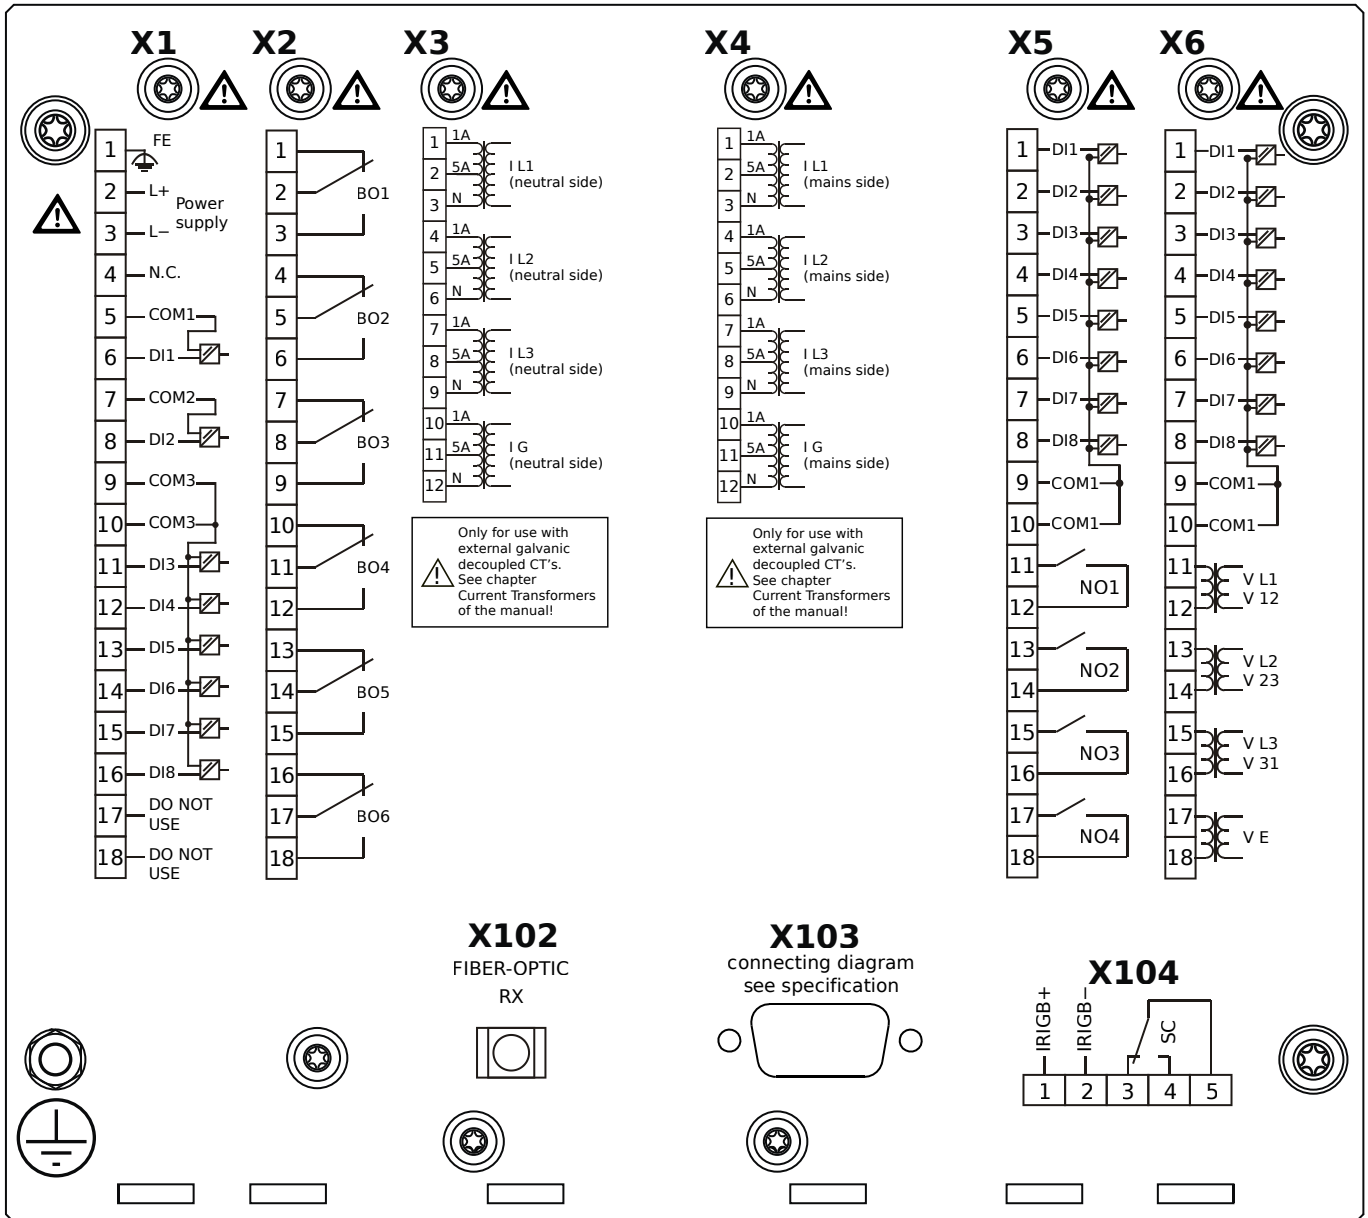 X1 X2 X3 X4 X5 X6
1 FE
2 L+
Power
supply
3 L−
4 N.C.
5 COM1
6 DI1
7 COM2
8 DI2
9 COM3
10 COM3
11 DI3
12 DI4
13 DI5
14 DI6
15 DI7
16 DI8
17 DO NOT
USE
18 DO NOT
USE
1
2 BO1
3
4
5 BO2
6
7
8 BO3
9
10
11 BO4
12
13
14 BO5
15
16
17 BO6
18
1 1A
2 5A
3 N
I L1
(neutral side)
4 1A
5 5A
6 N
I L2
(neutral side)
7 1A
8 5A
9 N
I L3
(neutral side)
10 1A
11 5A
12 N
I G
(neutral side)
Only for use with
external galvanic
decoupled CT’s.
See chapter
Current Transformers
of the manual!
1 1A
2 5A
3 N
I L1
(mains side)
4 1A
5 5A
6 N
I L2
(mains side)
7 1A
8 5A
9 N
I L3
(mains side)
10 1A
11 5A
12 N
I G
(mains side)
Only for use with
external galvanic
decoupled CT’s.
See chapter
Current Transformers
of the manual!
1 DI1
2 DI2
3 DI3
4 DI4
5 DI5
6 DI6
7 DI7
8 DI8
9 COM1
10 COM1
11
NO1
12
13
NO2
14
15
NO3
16
17
NO4
18
1 DI1
2 DI2
3 DI3
4 DI4
5 DI5
6 DI6
7 DI7
8 DI8
9 COM1
10 COM1
11 V L1
12 V 12
13 V L2
14 V 23
15 V L3
16 V 31
17
V E
18
X102
FIBER-OPTIC
RX
X103
connecting diagram
see specification
X104
IRIGB+
IRIGB−
SC
1 2 3 4 5